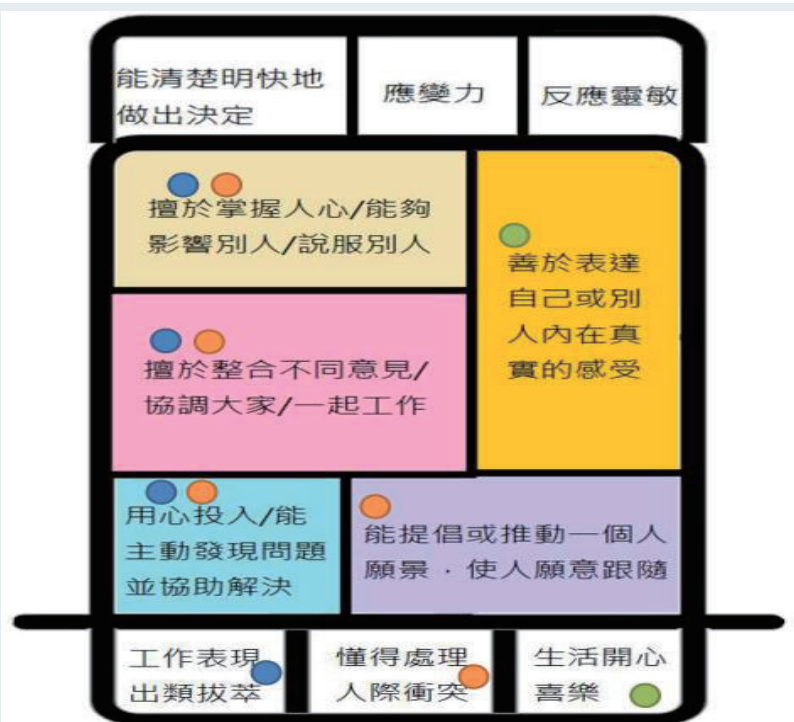 能清楚明快地
做出決定
應變力
反應靈敏
擅於掌握人心/能夠
影響別人/說服別人
善於表達
自己或別
人內在真
實的感受
擅於整合不同意見/
協調大家/一起工作
用心投入/能
主動發現問題
並協助解決
能提倡或推動一個人
願景﹒使人願意跟隨
工作表現
出類拔萃
懂得處理
人際衝突
生活開心
喜樂